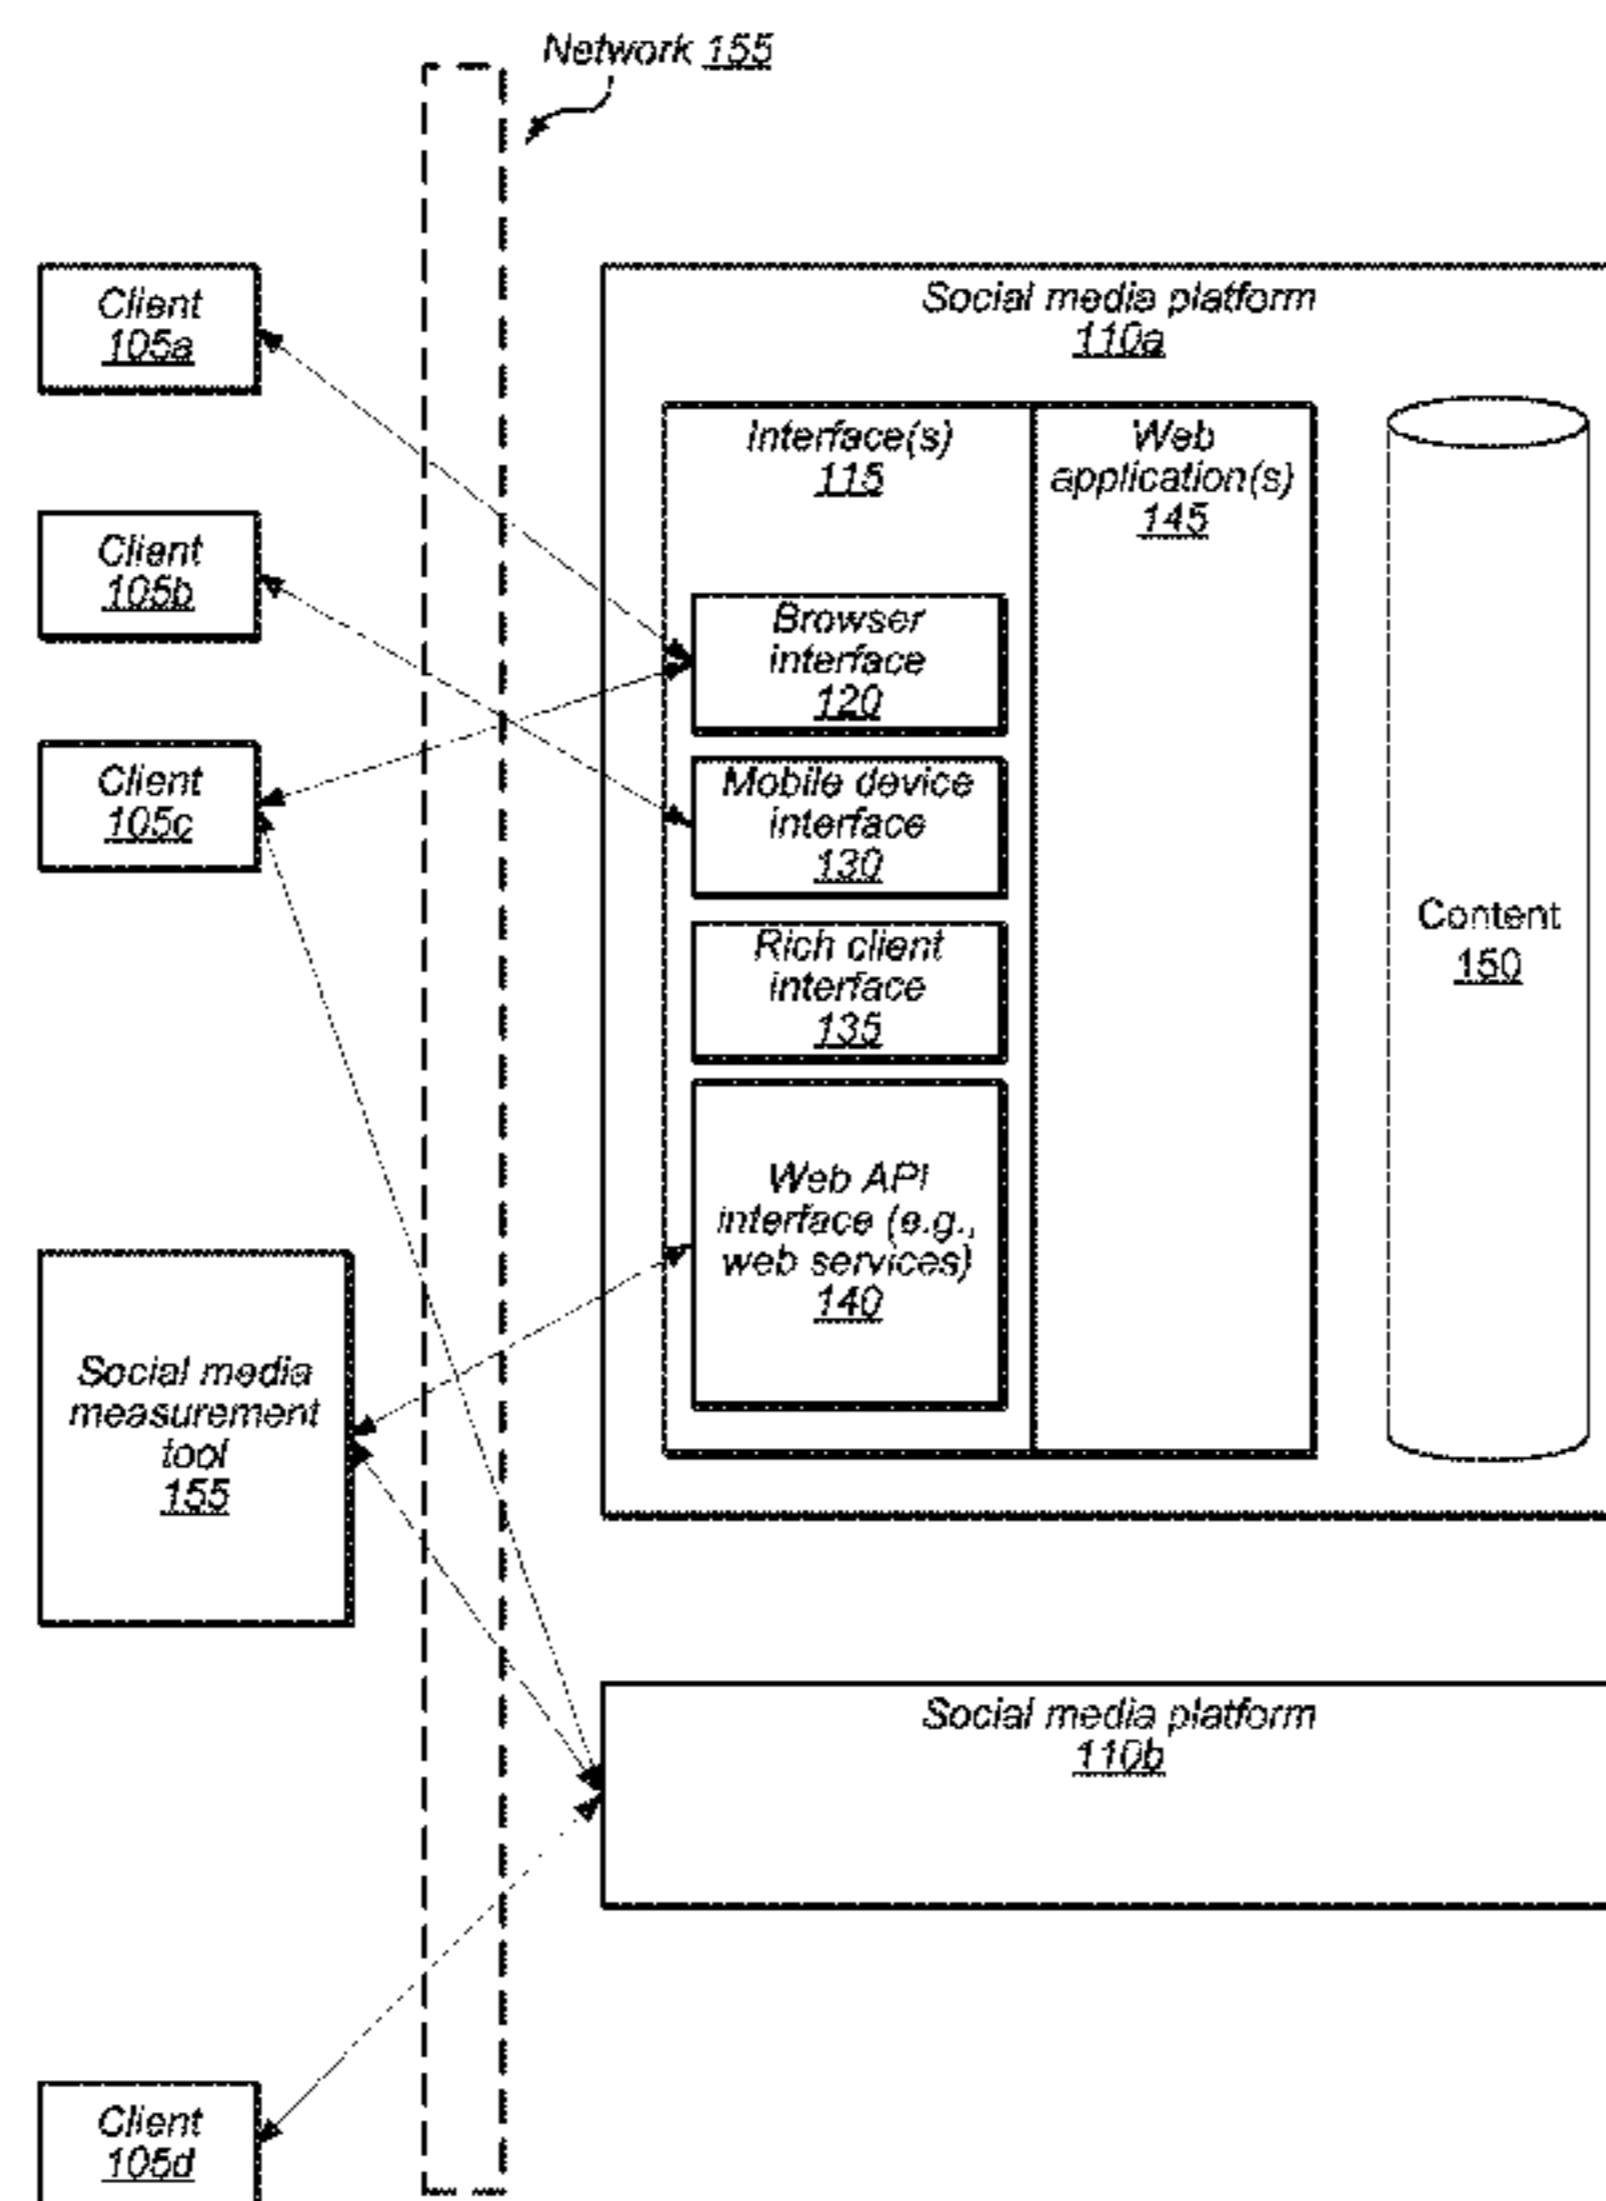 Network 155
Client
105a
Client
105b
Client
105c
Social media
measurement
tool
155
Client
105d
Social media platform
110a
Interface(s)
115
Browser
interface
120
Mobile device
interface
130
Rich client
interface
135
Web API
interface (e.g.,
web services)
140
Web
application(s)
145
Content
150
Social media platform
110b